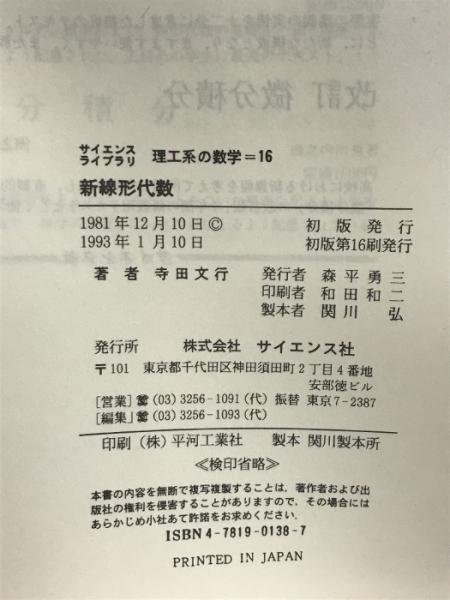 改訂 微分積分
サイエンス
ライブラリ 理工系の数学=16
新線形代数
1981年12月10日© 初版発行
1993年1月10日 初版第16刷発行
著者 寺田文行 発行者 森平勇三
印刷者 和田和二
製本者 関川 弘
発行所 株式会社 サイエンス社
〒101 東京都千代田区神田須田町2丁目4番地
安部徳ビル
[営業]☎(03)3256-1091(代)振替 東京7-2387
[編集]☎(03)3256-1093(代)
印刷(株)平河工業社 製本 関川製本所
≪検印省略≫
本書の内容を無断で複写複製することは,著作者および出
版社の権利を侵害することがありますので,その場合には
あらかじめ小社あて許諾をお求めください.
ISBN 4-7819-0138-7
PRINTED IN JAPAN